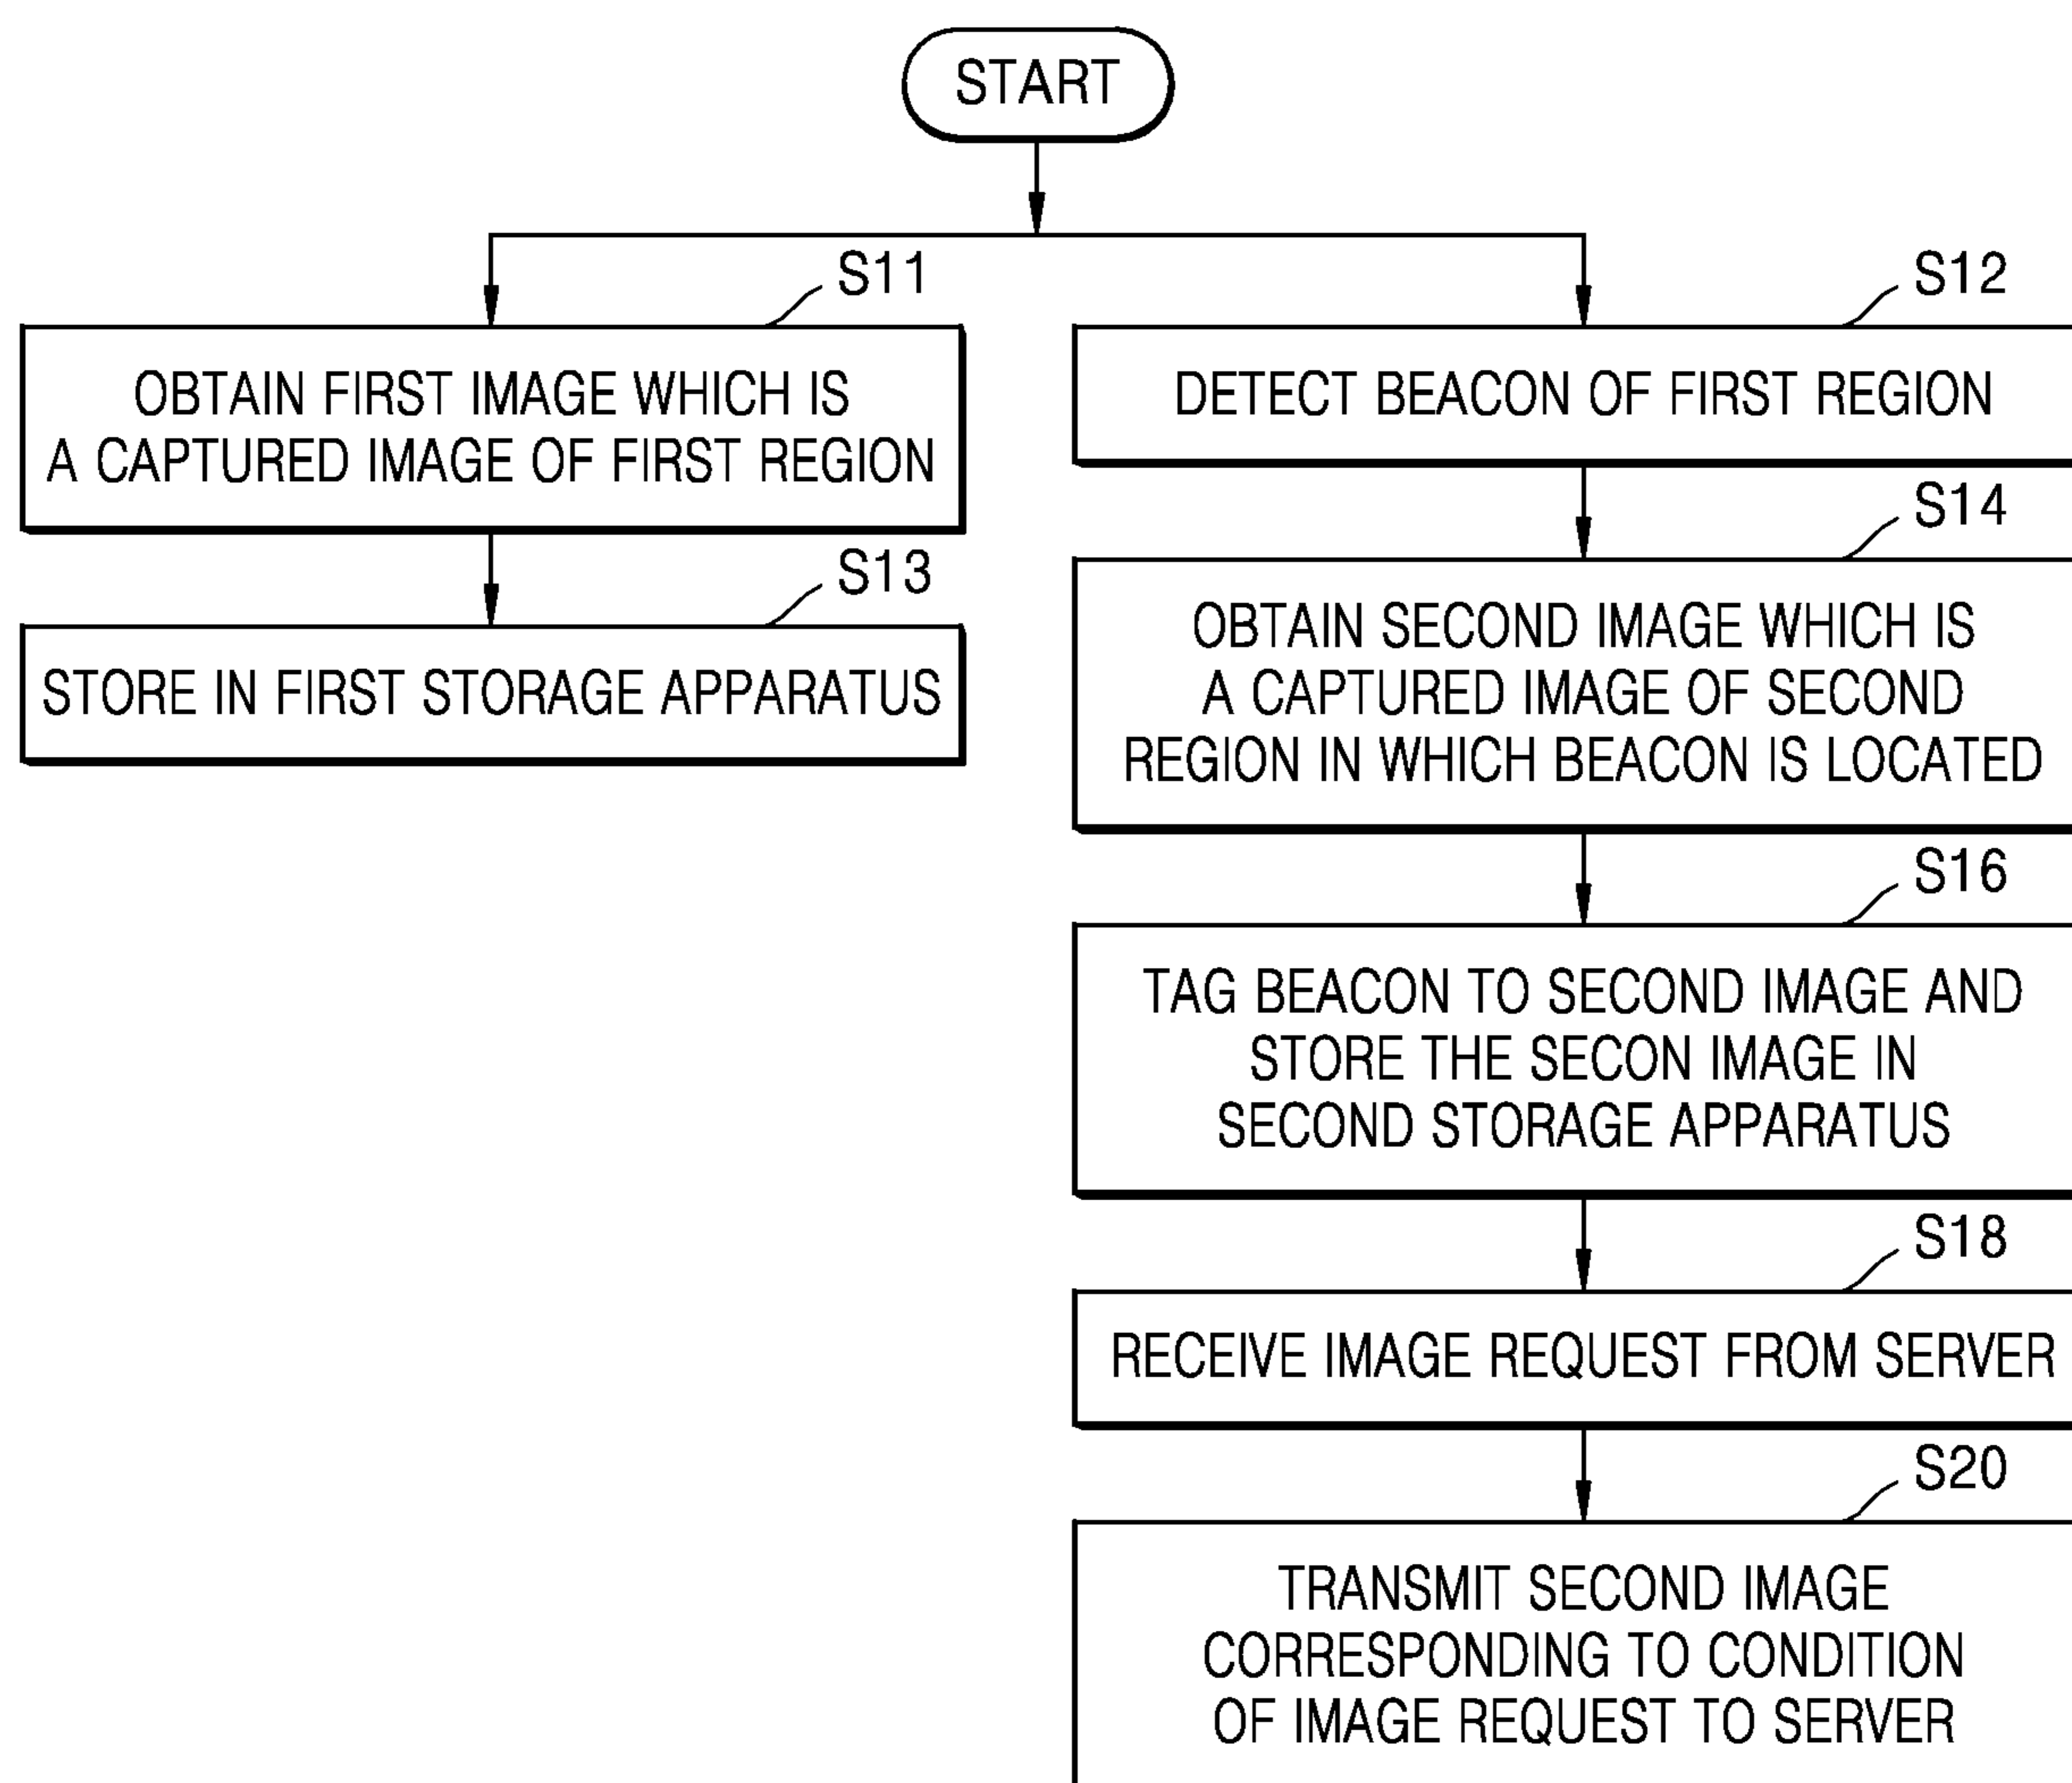 START
S11
OBTAIN FIRST IMAGE WHICH IS
A CAPTURED IMAGE OF FIRST REGION
S13
STORE IN FIRST STORAGE APPARATUS
S12
DETECT BEACON OF FIRST REGION
S14
OBTAIN SECOND IMAGE WHICH IS
A CAPTURED IMAGE OF SECOND
REGION IN WHICH BEACON IS LOCATED
S16
TAG BEACON TO SECOND IMAGE AND
STORE THE SECON IMAGE IN
SECOND STORAGE APPARATUS
S18
RECEIVE IMAGE REQUEST FROM SERVER
S20
TRANSMIT SECOND IMAGE
CORRESPONDING TO CONDITION
OF IMAGE REQUEST TO SERVER